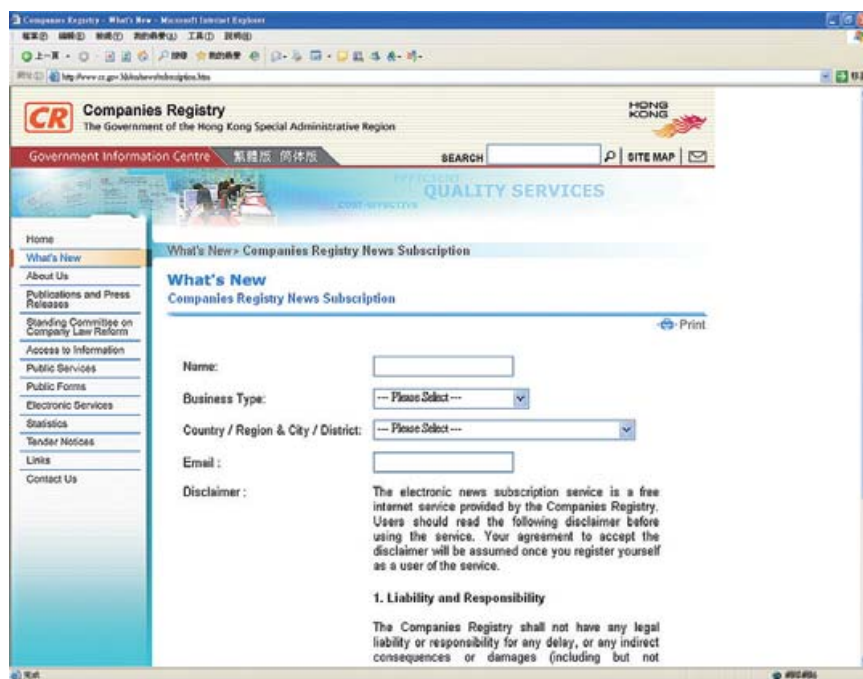 Companies Registry - What's New - Microsoft Internet Explorer
CR
Companies Registry
The Government of the Hong Kong Special Administrative Region
HONG
KONG
Government Information Centre
繁體版 简体版
SEARCH
SITE MAP
QUALITY SERVICES
Home
What's New
About Us
Publications and Press
Releases
Standing Committee on
Company Law Reform
Access to Information
Public Services
Public Forms
Electronic Services
Statistics
Tender Notices
Links
Contact Us
What's New > Companies Registry News Subscription
What's New
Companies Registry News Subscription
Print
Name:
Business Type:
--- Please Select ---
Country / Region & City / District:
--- Please Select ---
Email :
Disclaimer :
The electronic news subscription service is a free
internet service provided by the Companies Registry.
Users should read the following disclaimer before
using the service. Your agreement to accept the
disclaimer will be assumed once you register yourself
as a user of the service.
1. Liability and Responsibility
The Companies Registry shall not have any legal
liability or responsibility for any delay, or any indirect
consequences or damages (including but not